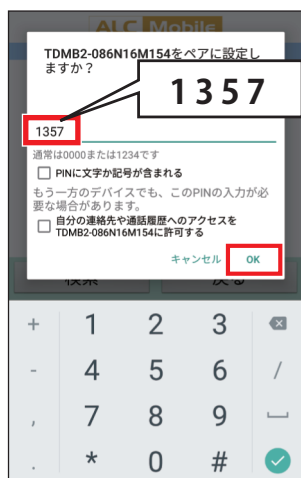 ALC Mobile
TDMB2-086N16M154をペアに設定し
ますか？
1357
1357
通常は0000または1234です
PINに文字か記号が含まれる
もう一方のデバイスでも、このPINの入力が必
要な場合があります。
自分の連絡先や通話履歴へのアクセスを
TDMB2-086N16M154に許可する
キャンセル OK
検索 戻る
+ 1 2 3
- 4 5 6 /
, 7 8 9
. * 0 #